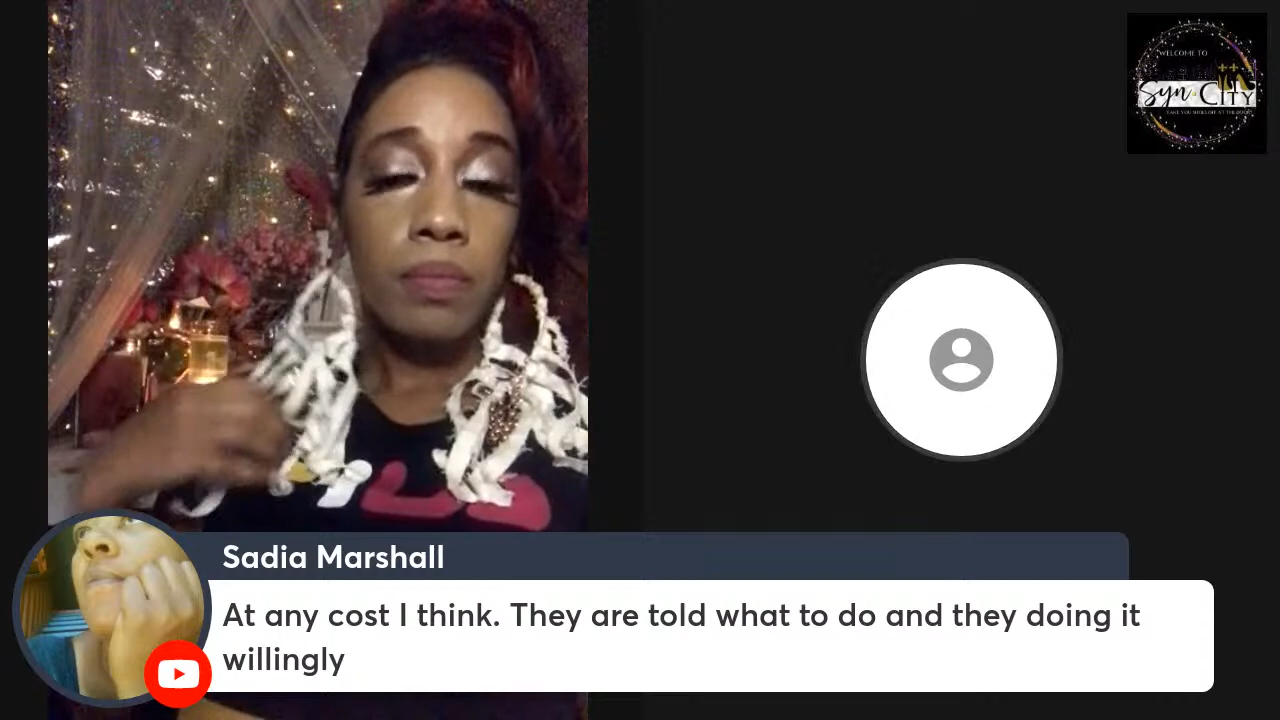 WELCOME TO
Syn City
Sadia Marshall
At any cost I think. They are told what to do and they doing it
willingly